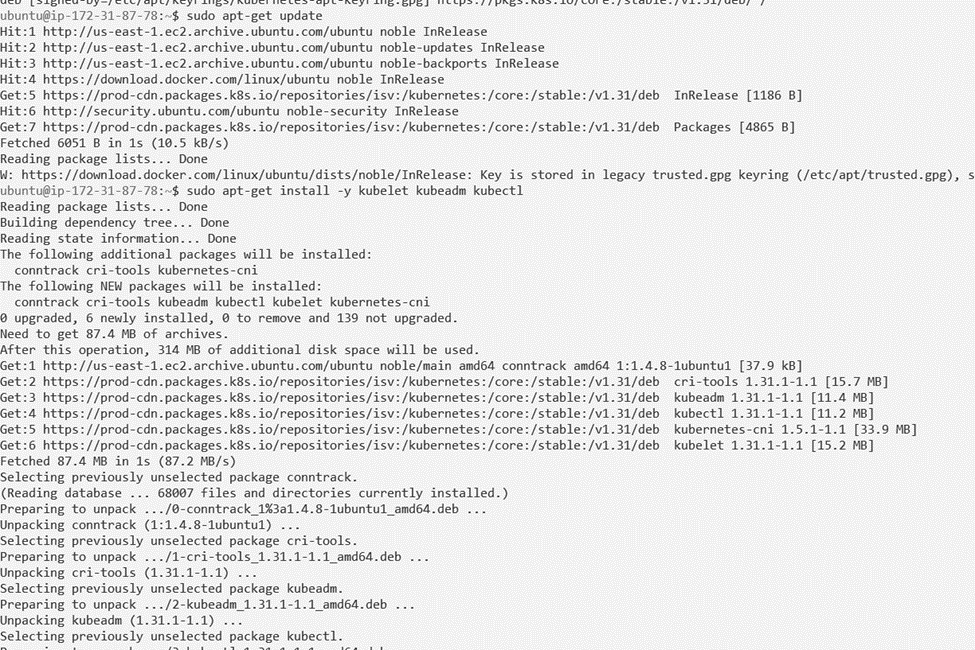 deb [signed-by=/etc/apt/keyrings/kubernetes-apt-keyring.gpg] https://pkgs.k8s.io/core:/stable:/v1.31/deb/ /
ubuntu@ip-172-31-87-78:~$ sudo apt-get update
Hit:1 http://us-east-1.ec2.archive.ubuntu.com/ubuntu noble InRelease
Hit:2 http://us-east-1.ec2.archive.ubuntu.com/ubuntu noble-updates InRelease
Hit:3 http://us-east-1.ec2.archive.ubuntu.com/ubuntu noble-backports InRelease
Hit:4 https://download.docker.com/linux/ubuntu noble InRelease
Get:5 https://prod-cdn.packages.k8s.io/repositories/isv:/kubernetes:/core:/stable:/v1.31/deb  InRelease [1186 B]
Hit:6 http://security.ubuntu.com/ubuntu noble-security InRelease
Get:7 https://prod-cdn.packages.k8s.io/repositories/isv:/kubernetes:/core:/stable:/v1.31/deb  Packages [4865 B]
Fetched 6051 B in 1s (10.5 kB/s)
Reading package lists... Done
W: https://download.docker.com/linux/ubuntu/dists/noble/InRelease: Key is stored in legacy trusted.gpg keyring (/etc/apt/trusted.gpg), s
ubuntu@ip-172-31-87-78:~$ sudo apt-get install -y kubelet kubeadm kubectl
Reading package lists... Done
Building dependency tree... Done
Reading state information... Done
The following additional packages will be installed:
  conntrack cri-tools kubernetes-cni
The following NEW packages will be installed:
  conntrack cri-tools kubeadm kubectl kubelet kubernetes-cni
0 upgraded, 6 newly installed, 0 to remove and 139 not upgraded.
Need to get 87.4 MB of archives.
After this operation, 314 MB of additional disk space will be used.
Get:1 http://us-east-1.ec2.archive.ubuntu.com/ubuntu noble/main amd64 conntrack amd64 1:1.4.8-1ubuntu1 [37.9 kB]
Get:2 https://prod-cdn.packages.k8s.io/repositories/isv:/kubernetes:/core:/stable:/v1.31/deb  cri-tools 1.31.1-1.1 [15.7 MB]
Get:3 https://prod-cdn.packages.k8s.io/repositories/isv:/kubernetes:/core:/stable:/v1.31/deb  kubeadm 1.31.1-1.1 [11.4 MB]
Get:4 https://prod-cdn.packages.k8s.io/repositories/isv:/kubernetes:/core:/stable:/v1.31/deb  kubectl 1.31.1-1.1 [11.2 MB]
Get:5 https://prod-cdn.packages.k8s.io/repositories/isv:/kubernetes:/core:/stable:/v1.31/deb  kubernetes-cni 1.5.1-1.1 [33.9 MB]
Get:6 https://prod-cdn.packages.k8s.io/repositories/isv:/kubernetes:/core:/stable:/v1.31/deb  kubelet 1.31.1-1.1 [15.2 MB]
Fetched 87.4 MB in 1s (87.2 MB/s)
Selecting previously unselected package conntrack.
(Reading database ... 68007 files and directories currently installed.)
Preparing to unpack .../0-conntrack_1%3a1.4.8-1ubuntu1_amd64.deb ...
Unpacking conntrack (1:1.4.8-1ubuntu1) ...
Selecting previously unselected package cri-tools.
Preparing to unpack .../1-cri-tools_1.31.1-1.1_amd64.deb ...
Unpacking cri-tools (1.31.1-1.1) ...
Selecting previously unselected package kubeadm.
Preparing to unpack .../2-kubeadm_1.31.1-1.1_amd64.deb ...
Unpacking kubeadm (1.31.1-1.1) ...
Selecting previously unselected package kubectl.